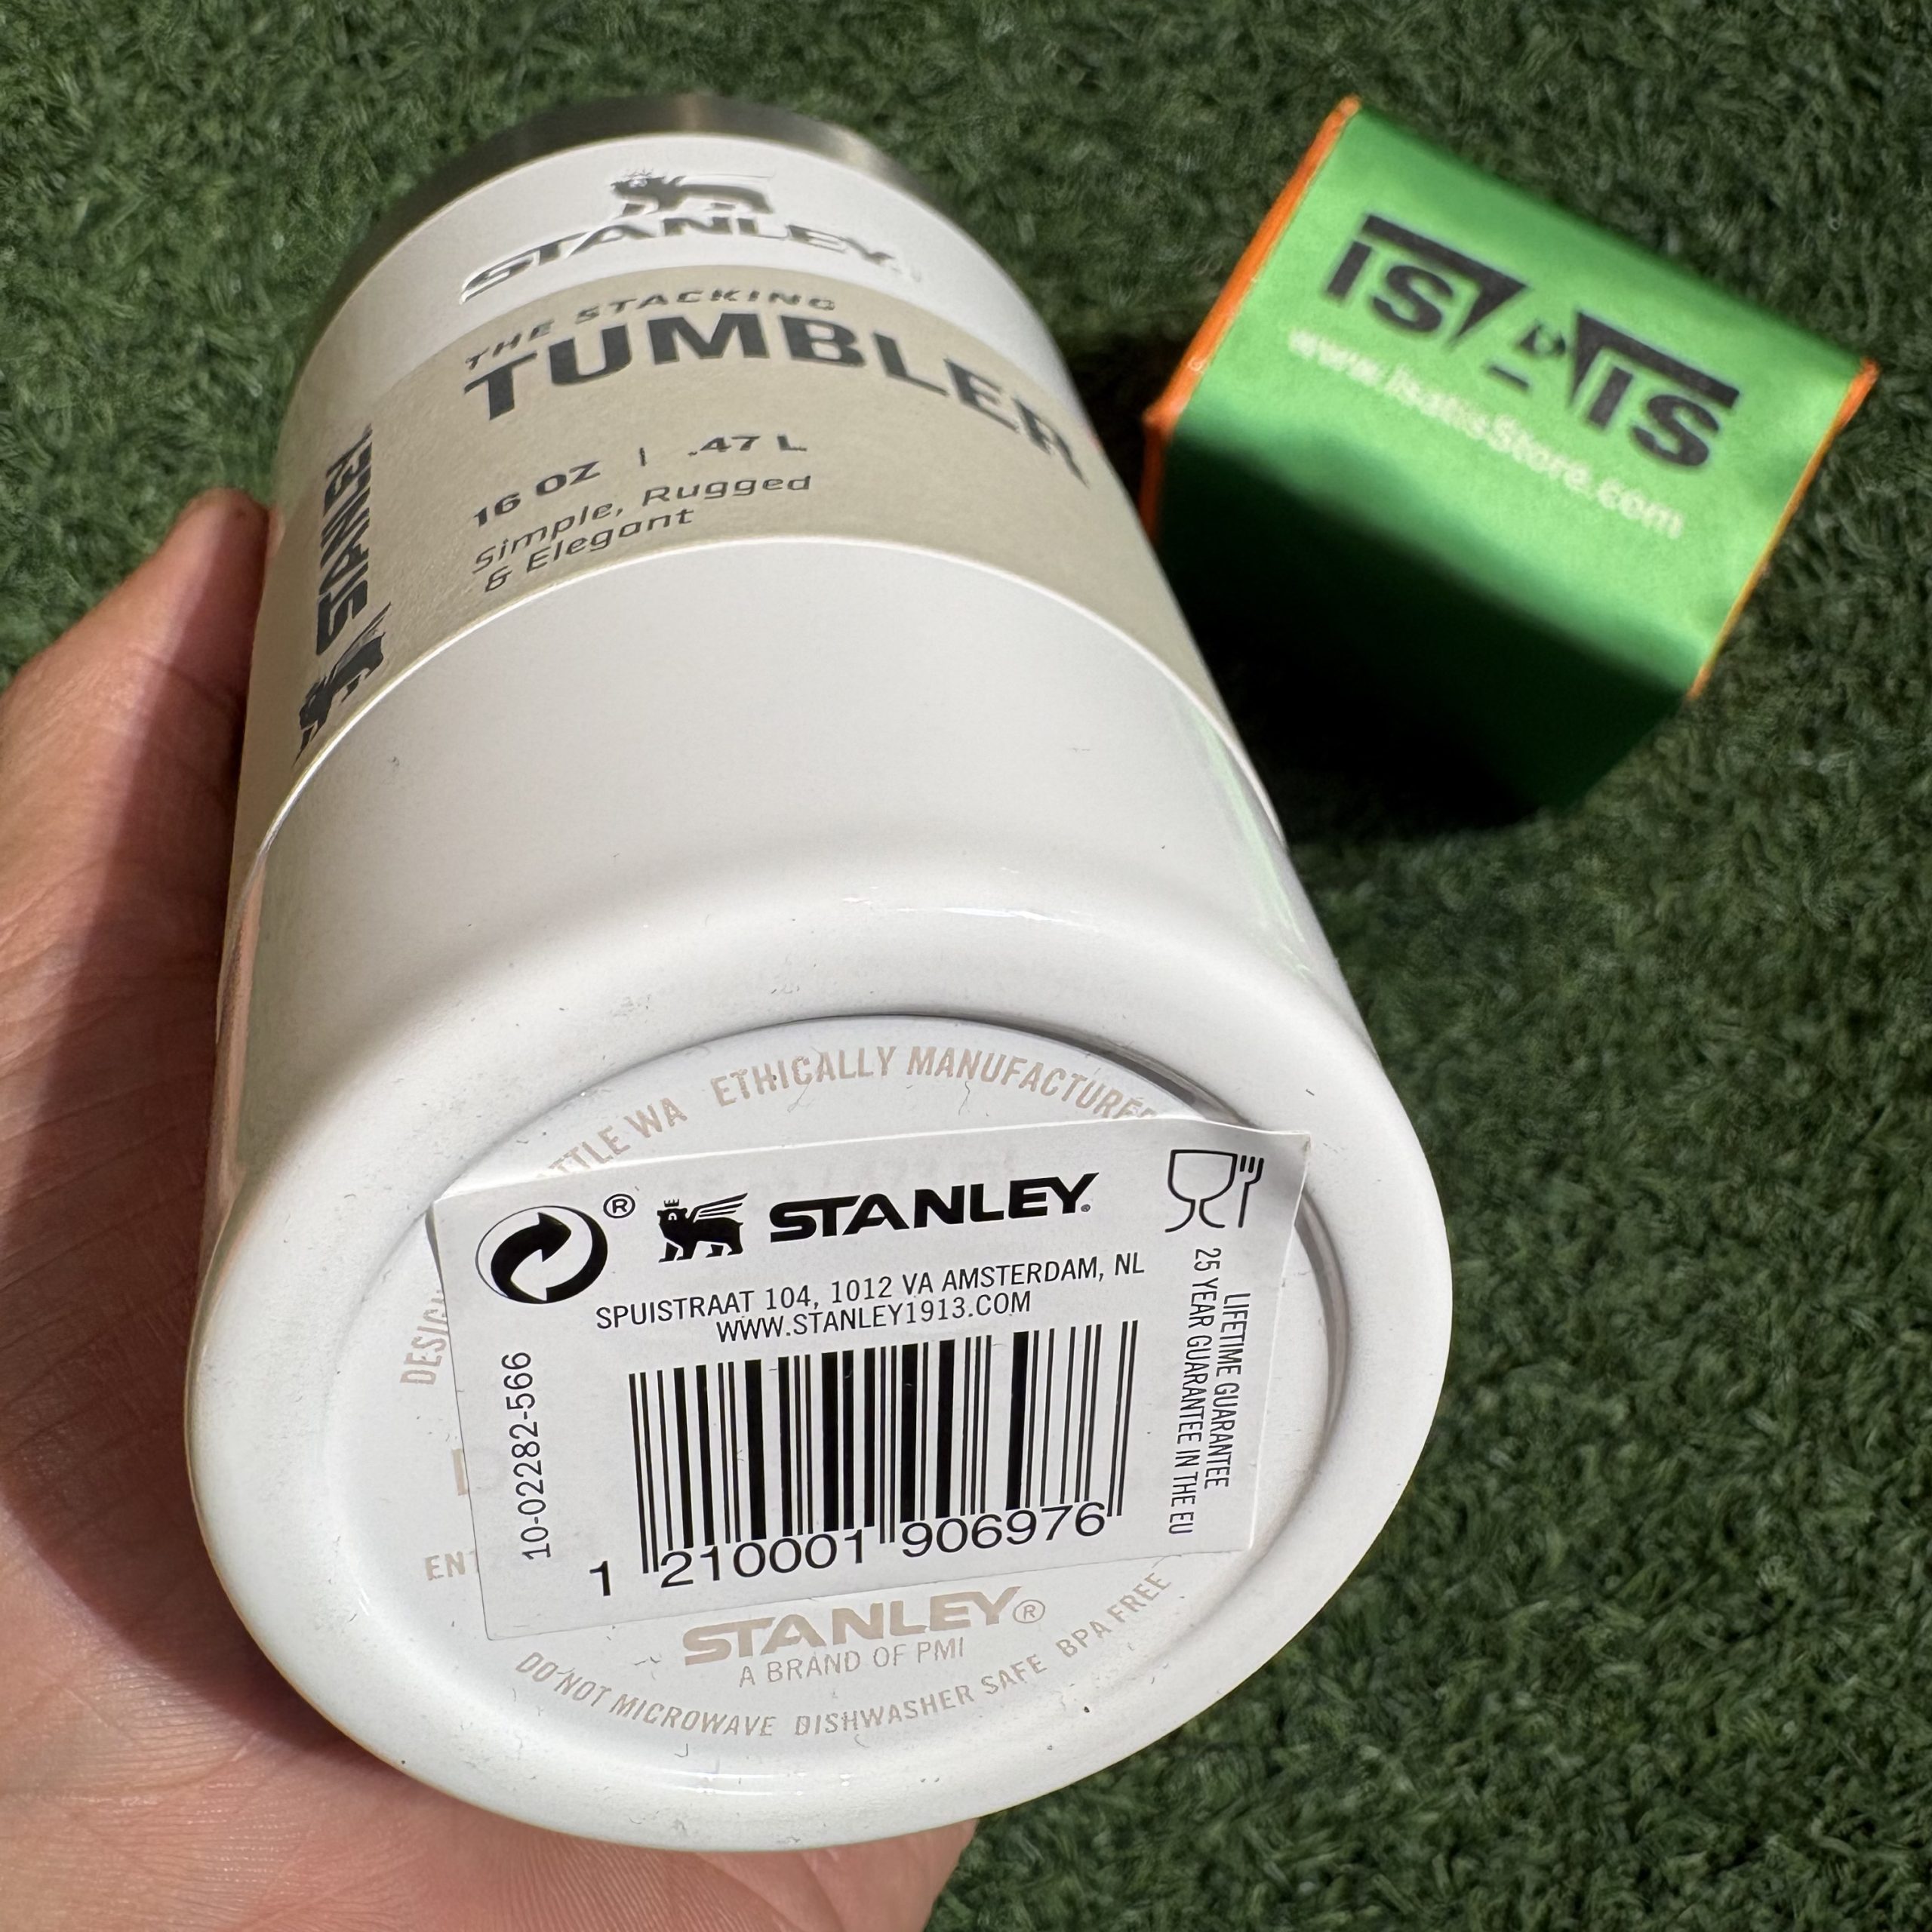 STANLEY
THE STACKING
TUMBLER
16 OZ | .47 L
Simple, Rugged
& Elegant
STANLEY
ISATIS
www.isatisStore.com
WA ETHICALLY MANUFACTURED
® STANLEY®
SPUISTRAAT 104, 1012 VA AMSTERDAM, NL
WWW.STANLEY1913.COM
10-02282-566
1 210001 906976
LIFETIME GUARANTEE
25 YEAR GUARANTEE IN THE EU
STANLEY®
A BRAND OF PMI
DO NOT MICROWAVE DISHWASHER SAFE BPA FREE